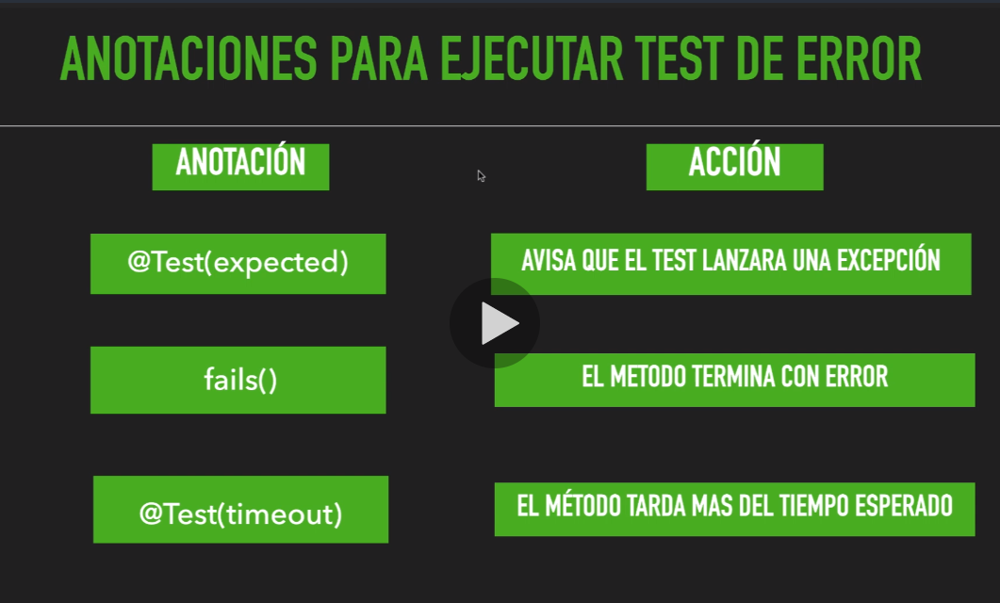 ANOTACIONES PARA EJECUTAR TEST DE ERROR
ANOTACIÓN
ACCIÓN
@Test(expected)
AVISA QUE EL TEST LANZARA UNA EXCEPCIÓN
fails()
EL METODO TERMINA CON ERROR
@Test(timeout)
EL MÉTODO TARDA MAS DEL TIEMPO ESPERADO